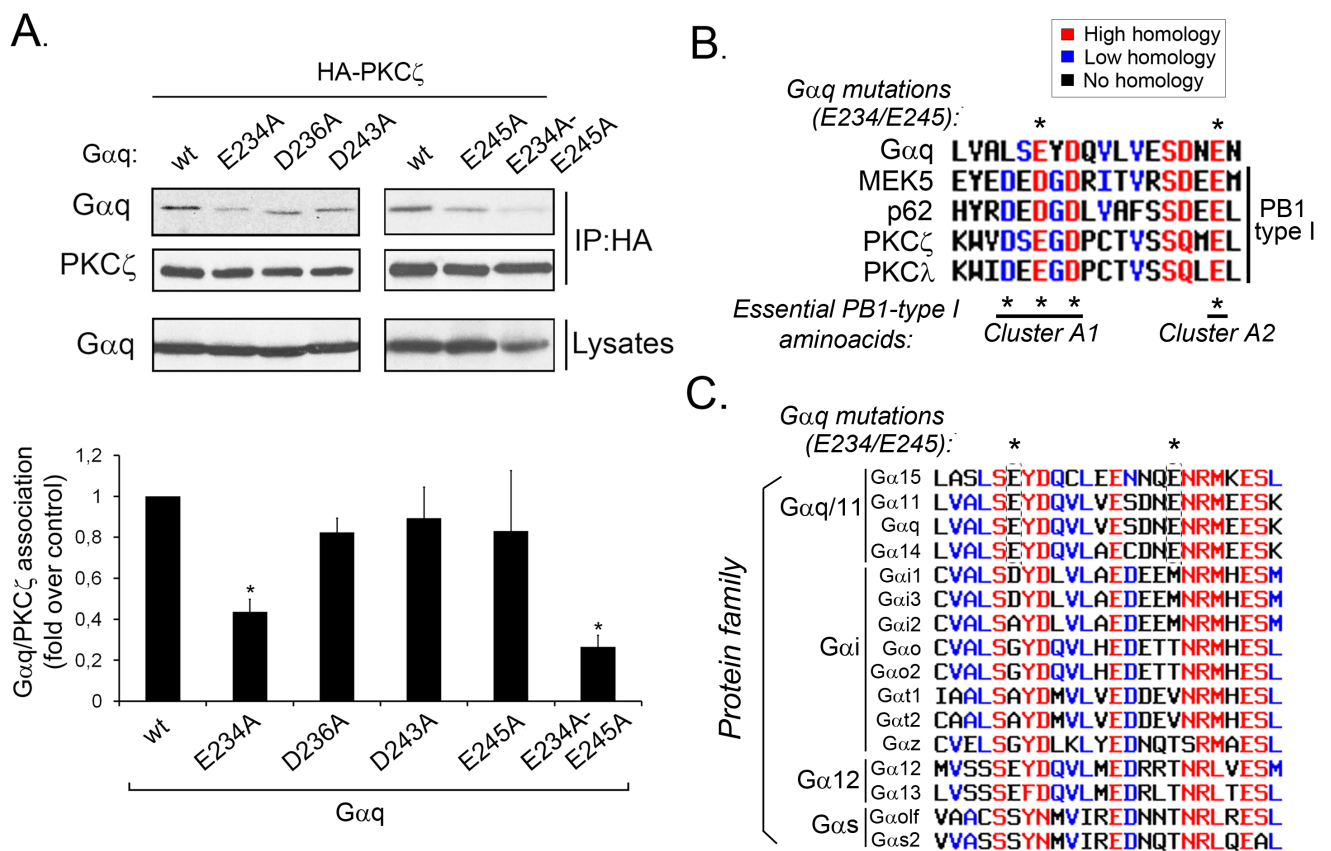 A.
HA-PKCζ
Gαq: wt E234A D236A D243A wt E245A E234A-E245A
Gαq
PKCζ
IP:HA
Gαq
Lysates
Gαq/PKCζ association
(fold over control)
1,2
1
0,8
0,6
0,4
0,2
0
*
*
wt E234A D236A D243A E245A E234A-E245A
Gαq
B.
High homology
Low homology
No homology
Gαq mutations
(E234/E245): * *
Gαq LVALSEYDQVLVESDNEN
MEK5 EYEDEDGDRITVRSDEEM
p62 HYRDEDGDLVAFSSDEEL
PKCζ KWVDSEGDPCTVSSQMEL
PKCλ KWIDEEGDPCTVSSQLEL
PB1
type I
Essential PB1-type I
aminoacids:
* * * *
Cluster A1 Cluster A2
C.
Gαq mutations
(E234/E245): * *
Protein family
Gαq/11
Gα15 LASLSEYDQCLEENNQENRMKESL
Gα11 LVALSEYDQVLVESDNENRMEESK
Gαq LVALSEYDQVLVESDNENRMEESK
Gα14 LVALSEYDQVLAECDNENRMEESK
Gαi
Gαi1 CVALSDYDLVLAEDEEMNRMHESM
Gαi3 CVALSDYDLVLAEDEEMNRMHESM
Gαi2 CVALSAYDLVLAEDEEMNRMHESM
Gαo CVALSGYDQVLHEDETTNRMHESL
Gαo2 CVALSGYDQVLHEDETTNRMHESL
Gαt1 IAALSAYDMVLVEDDEVNRMHESL
Gαt2 CAALSAYDMVLVEDDEVNRMHESL
Gαz CVELSGYDLKLYEDNQTSRMAESL
Gα12
Gα12 MVSSSEYDQVLMEDRRTNRLVESM
Gα13 LVSSSEFDQVLMEDRLTNRLTESL
Gαs
Gαolf VAACSSYNMVIREDNNTNRLRESL
Gαs2 VVASSSYNMVIREDNQTNRLQEAL